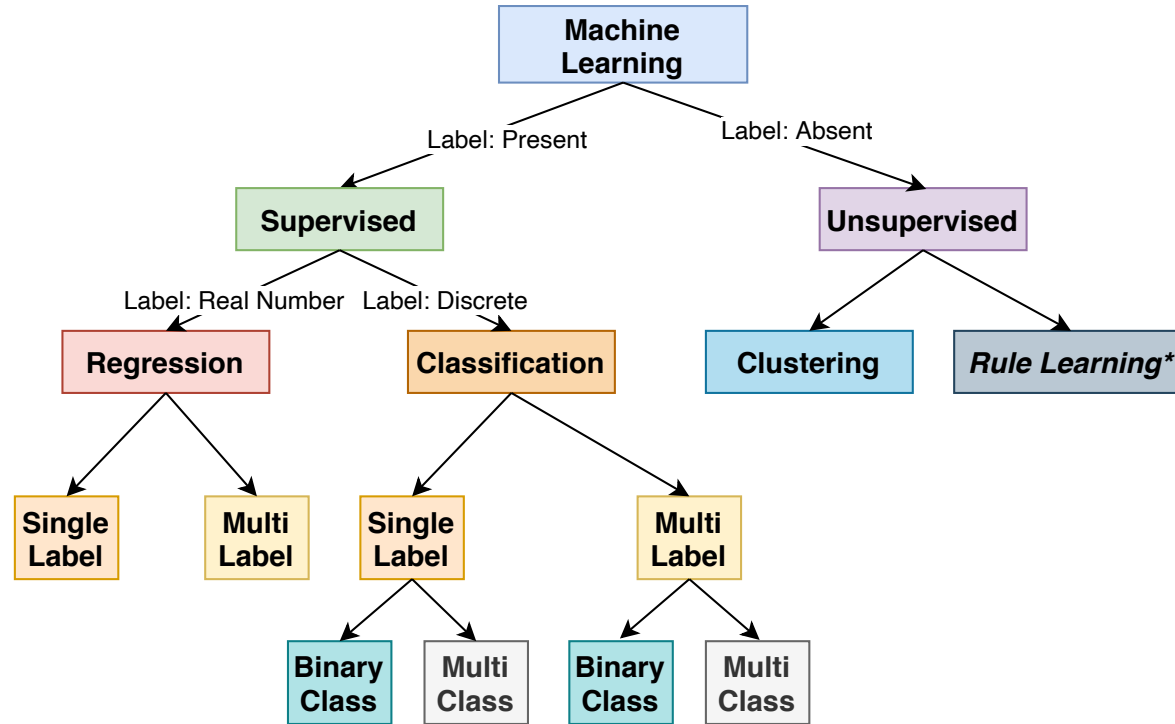 Machine
Learning
Label: Present
Label: Absent
Supervised
Unsupervised
Label: Real Number
Label: Discrete
Regression
Classification
Clustering
Rule Learning*
Single
Label
Multi
Label
Single
Label
Multi
Label
Binary
Class
Multi
Class
Binary
Class
Multi
Class